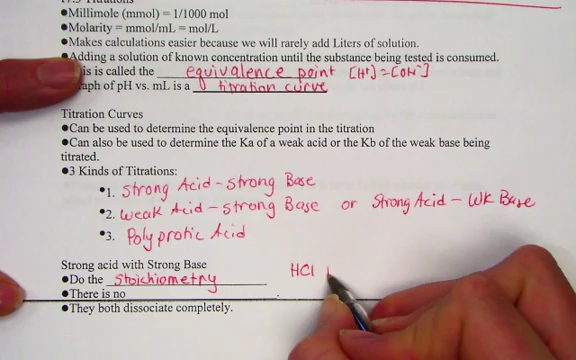 17.3 Titrations
●Millimole (mmol) = 1/1000 mol
●Molarity = mmol/mL = mol/L
●Makes calculations easier because we will rarely add Liters of solution.
●Adding a solution of known concentration until the substance being tested is consumed.
is is called the equivalence point [H⁺]=[OH⁻]
raph of pH vs. mL is a titration curve
Titration Curves
●Can be used to determine the equivalence point in the titration
●Can also be used to determine the Ka of a weak acid or the Kb of the weak base being
titrated.
●3 Kinds of Titrations:
●1. Strong Acid - Strong Base
●2. Weak Acid - Strong Base or Strong Acid - Wk Base
●3. Polyprotic Acid
Strong acid with Strong Base
●Do the Stoichiometry HCl
●There is no
●They both dissociate completely.